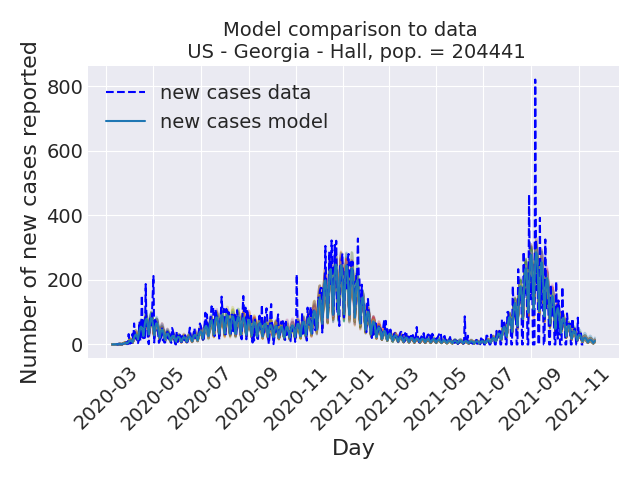 Model comparison to data
US - Georgia - Hall, pop. = 204441
Number of new cases reported
800
600
400
200
0
new cases data
new cases model
2020-03
2020-05
2020-07
2020-09
2020-11
2021-01
2021-03
2021-05
2021-07
2021-09
2021-11
Day